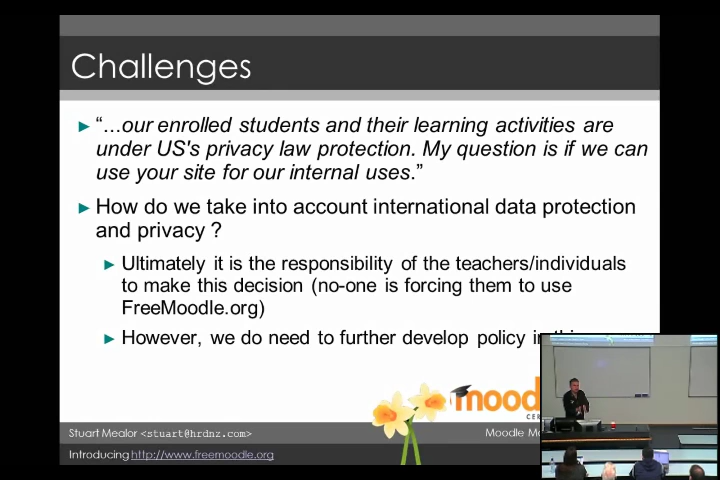 Challenges
► “...our enrolled students and their learning activities are
under US's privacy law protection. My question is if we can
use your site for our internal uses.”
► How do we take into account international data protection
and privacy ?
► Ultimately it is the responsibility of the teachers/individuals
to make this decision (no-one is forcing them to use
FreeMoodle.org)
► However, we do need to further develop policy in
mood
CER
Stuart Mealor <stuart@hrdnz.com>
Moodle
Introducing http://www.freemoodle.org